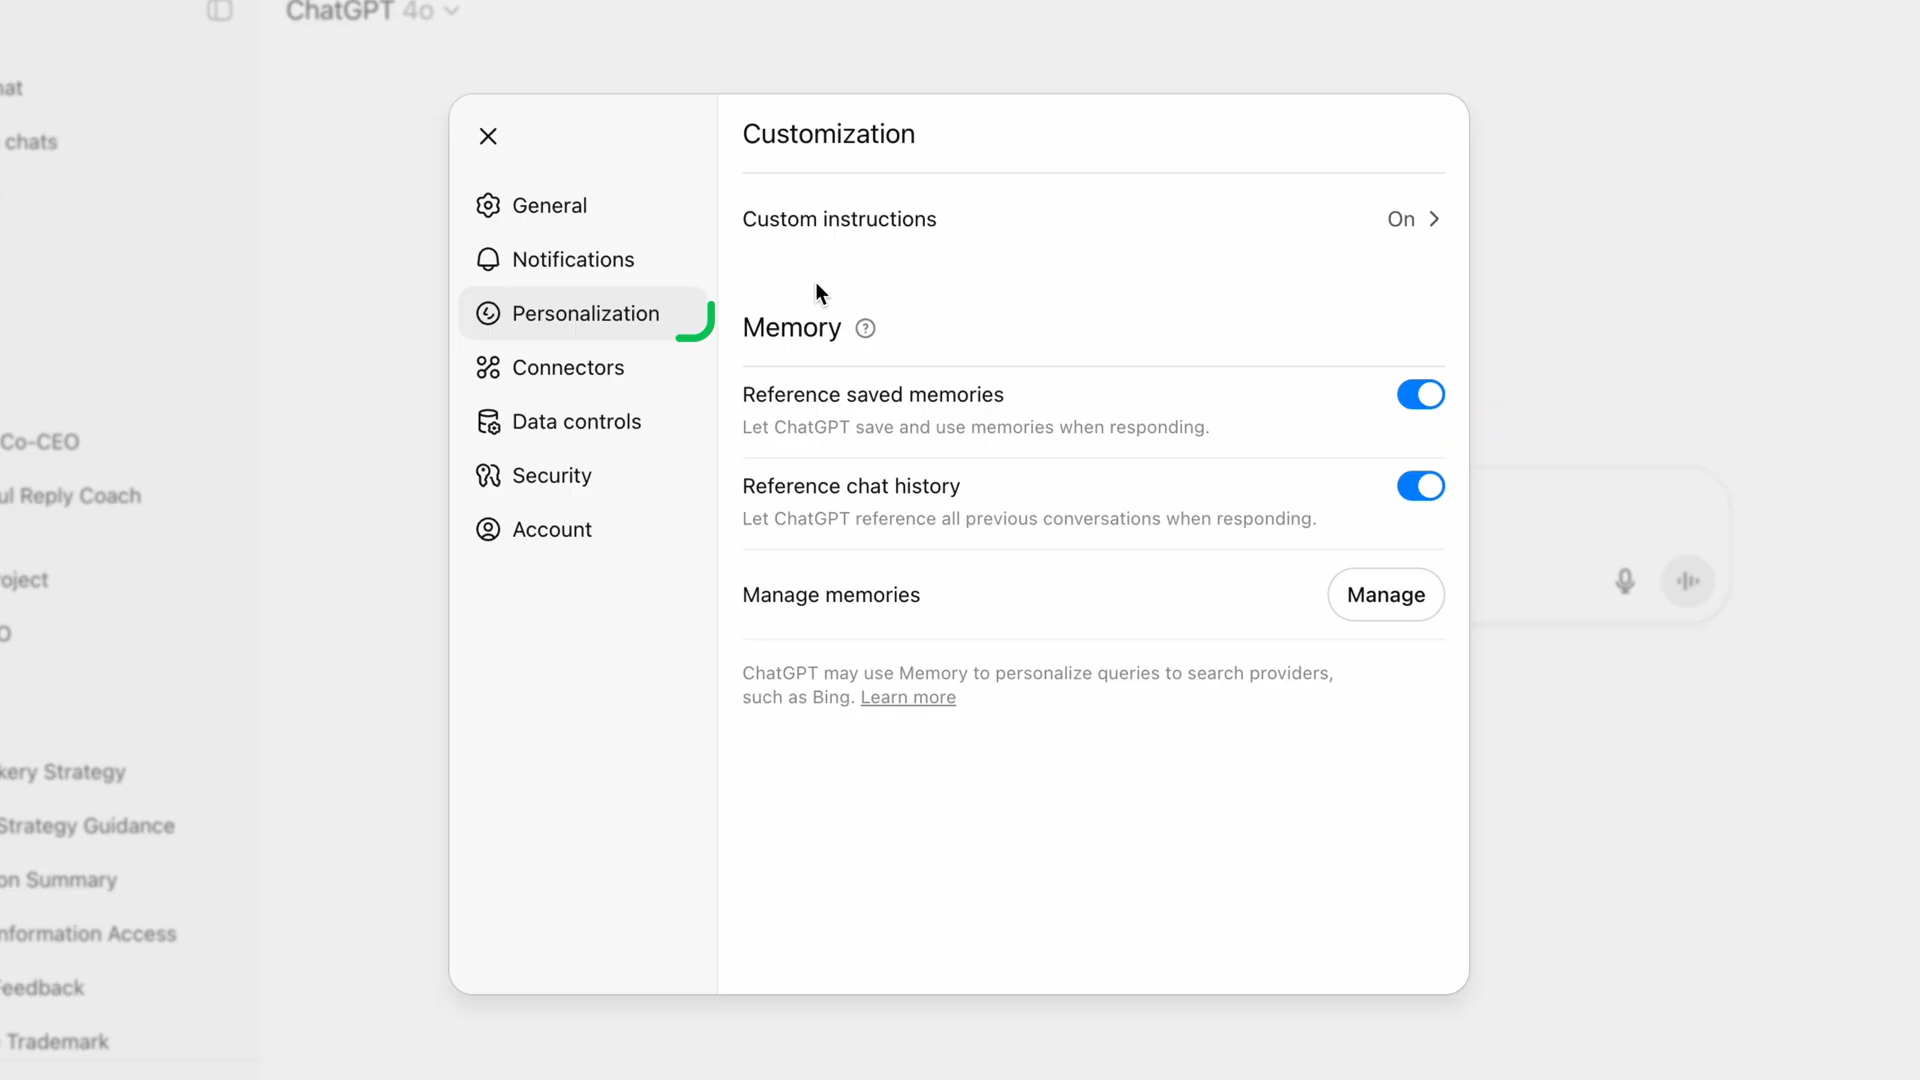 ChatGPT 4o
chats
Co-CEO
Reply Coach
Strategy
Strategy Guidance
Summary
Information Access
Feedback
Trademark
General
Notifications
Personalization
Connectors
Data controls
Security
Account
Customization
Custom instructions
On
Memory
Reference saved memories
Let ChatGPT save and use memories when responding.
Reference chat history
Let ChatGPT reference all previous conversations when responding.
Manage memories
Manage
ChatGPT may use Memory to personalize queries to search providers,
such as Bing. Learn more